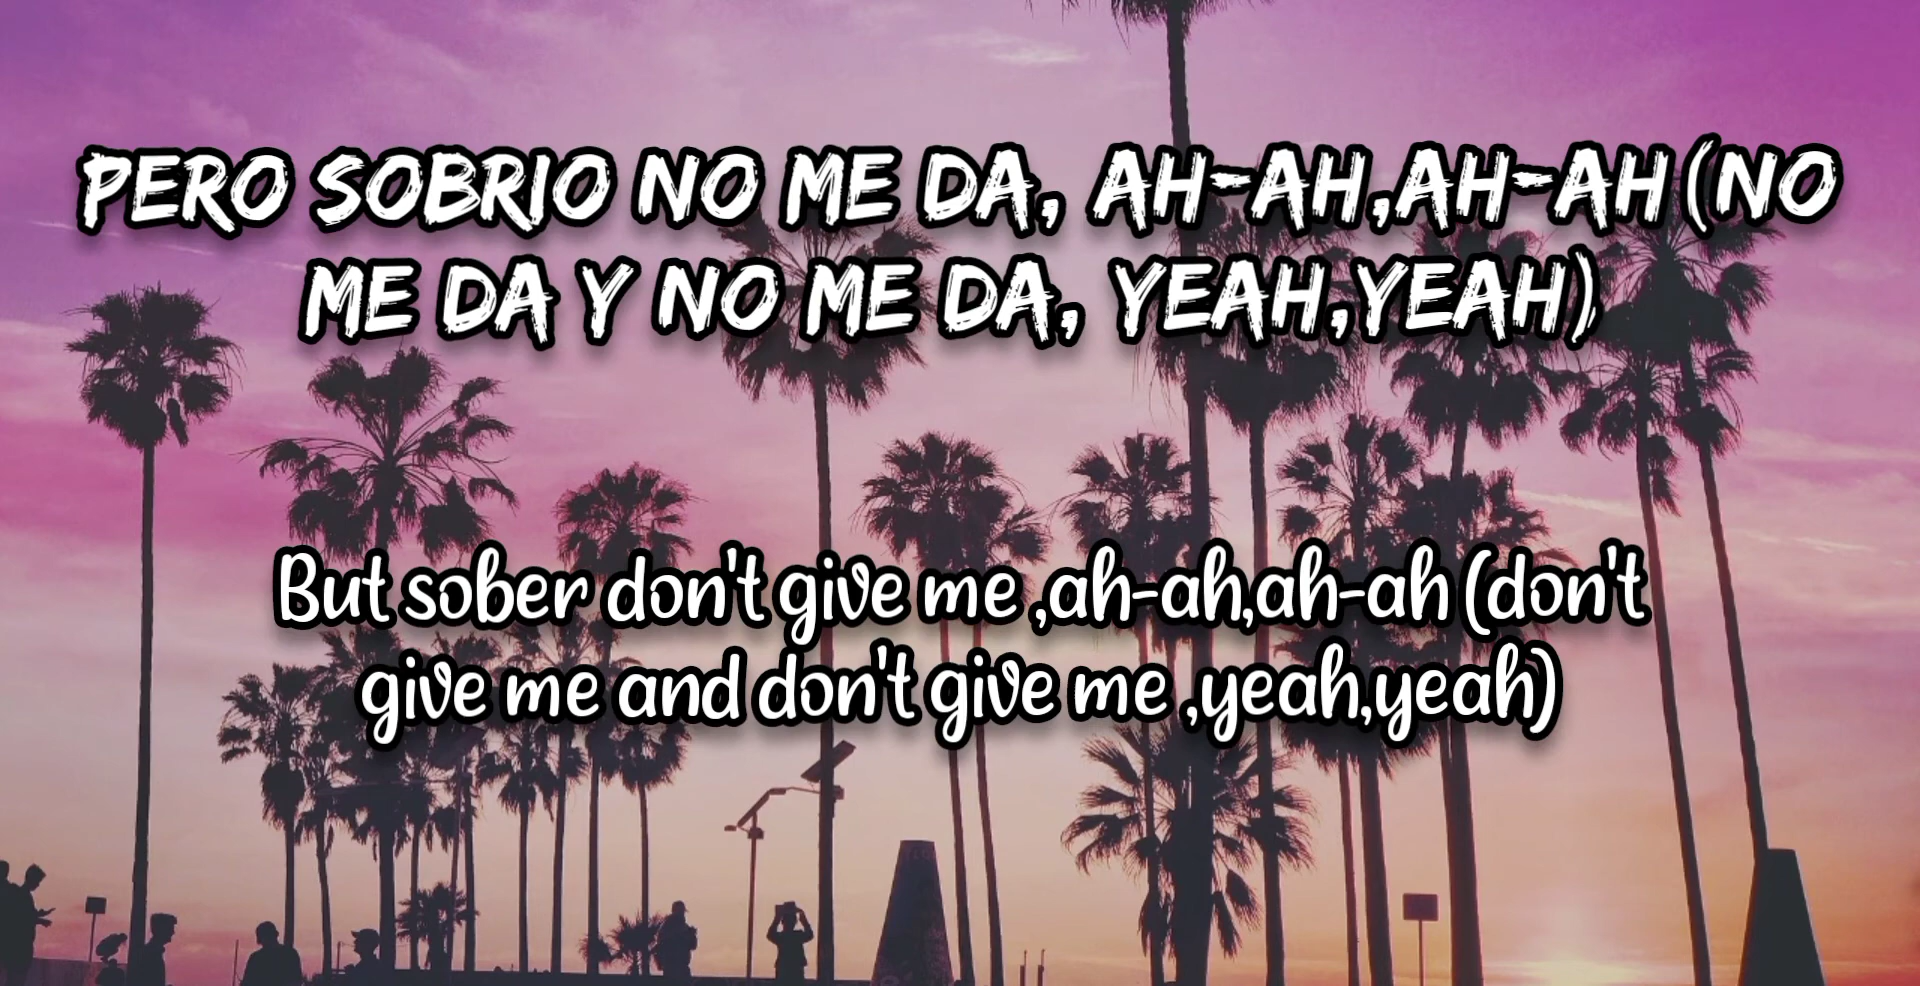 PERO SOBRIO NO ME DA, AH-AH,AH-AH (NO
ME DA Y NO ME DA, YEAH,YEAH)
But sober don't give me ,ah-ah,ah-ah (don't
give me and don't give me ,yeah,yeah)